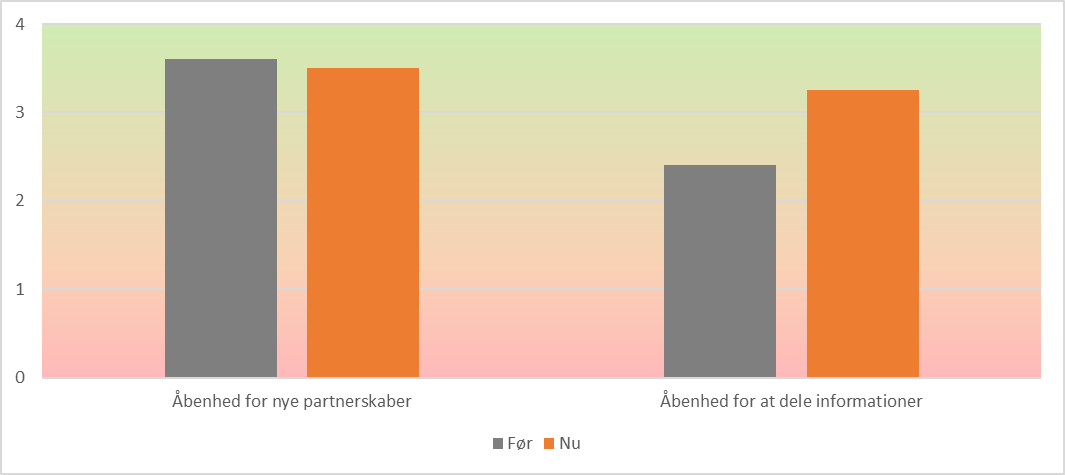 4
3
2
1
0
Åbenhed for nye partnerskaber
Åbenhed for at dele informationer
Før
Nu